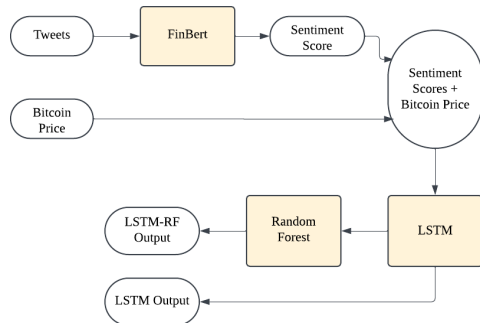 Tweets
FinBert
Sentiment
Score
Sentiment
Scores +
Bitcoin Price
Bitcoin
Price
LSTM-RF
Output
Random
Forest
LSTM
LSTM Output